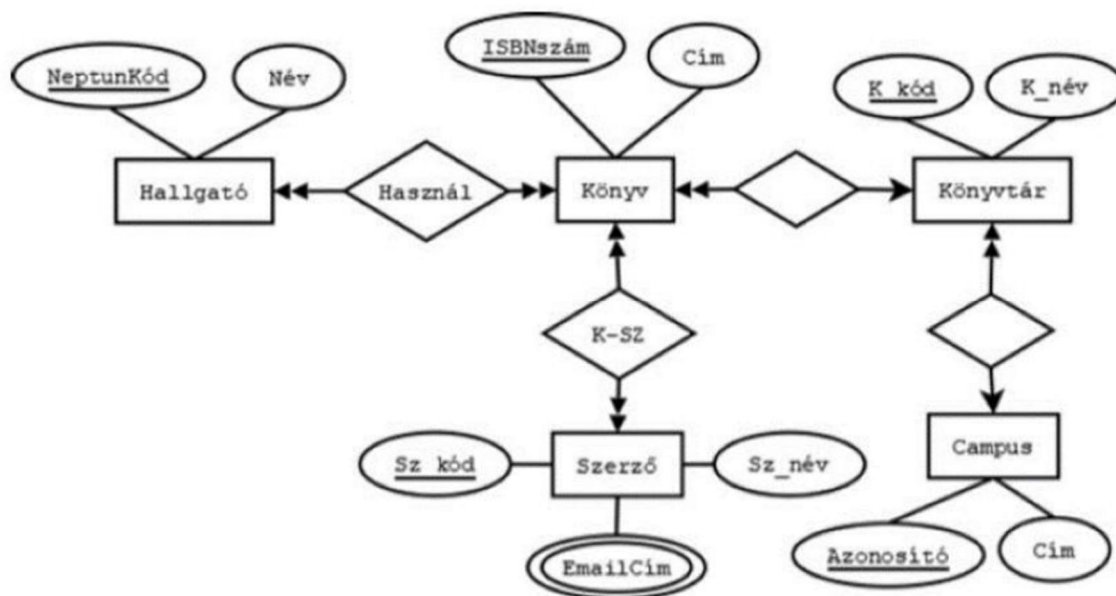 NeptunKód
Név
ISBNszám
Cím
K_kód
K_név
Hallgató
Használ
Könyv
Könyvtár
K-SZ
Sz_kód
Szerző
Sz_név
Campus
EmailCím
Azonosító
Cím